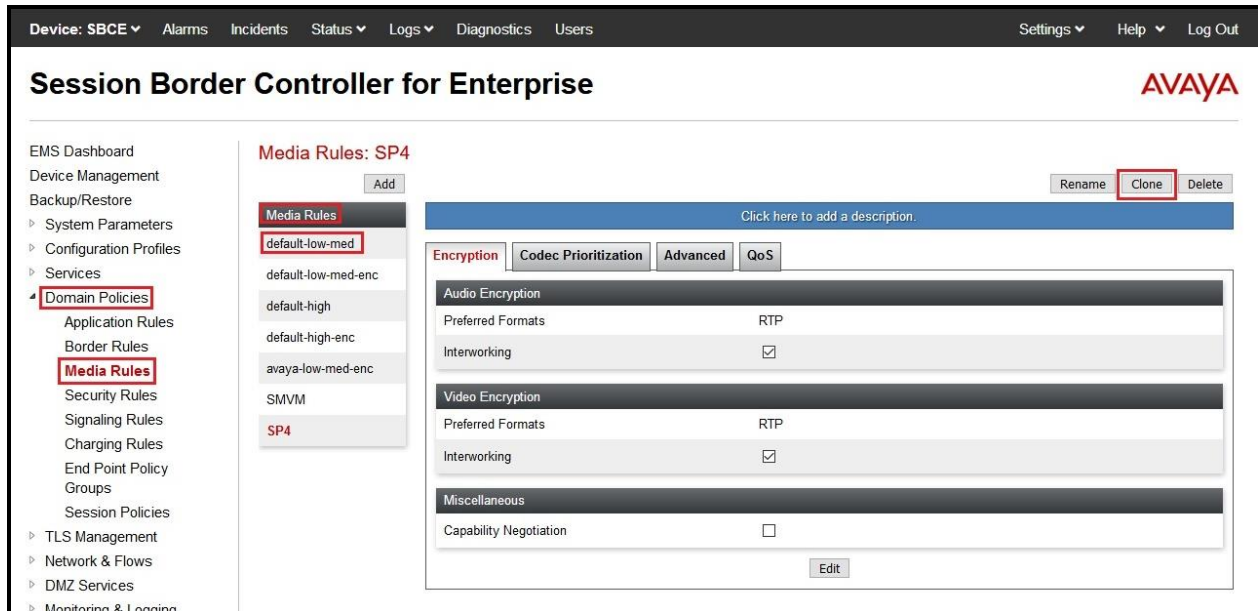 Device: SBCE Alarms Incidents Status Logs Diagnostics Users Settings Help Log Out
Session Border Controller for Enterprise
AVAYA
EMS Dashboard
Device Management
Backup/Restore
System Parameters
Configuration Profiles
Services
Domain Policies
Application Rules
Border Rules
Media Rules
Security Rules
Signaling Rules
Charging Rules
End Point Policy
Groups
Session Policies
TLS Management
Network & Flows
DMZ Services
Monitoring & Logging
Media Rules: SP4
Add
Rename Clone Delete
Media Rules
default-low-med
default-low-med-enc
default-high
default-high-enc
avaya-low-med-enc
SMVM
SP4
Click here to add a description.
Encryption Codec Prioritization Advanced QoS
Audio Encryption
Preferred Formats RTP
Interworking
Video Encryption
Preferred Formats RTP
Interworking
Miscellaneous
Capability Negotiation
Edit